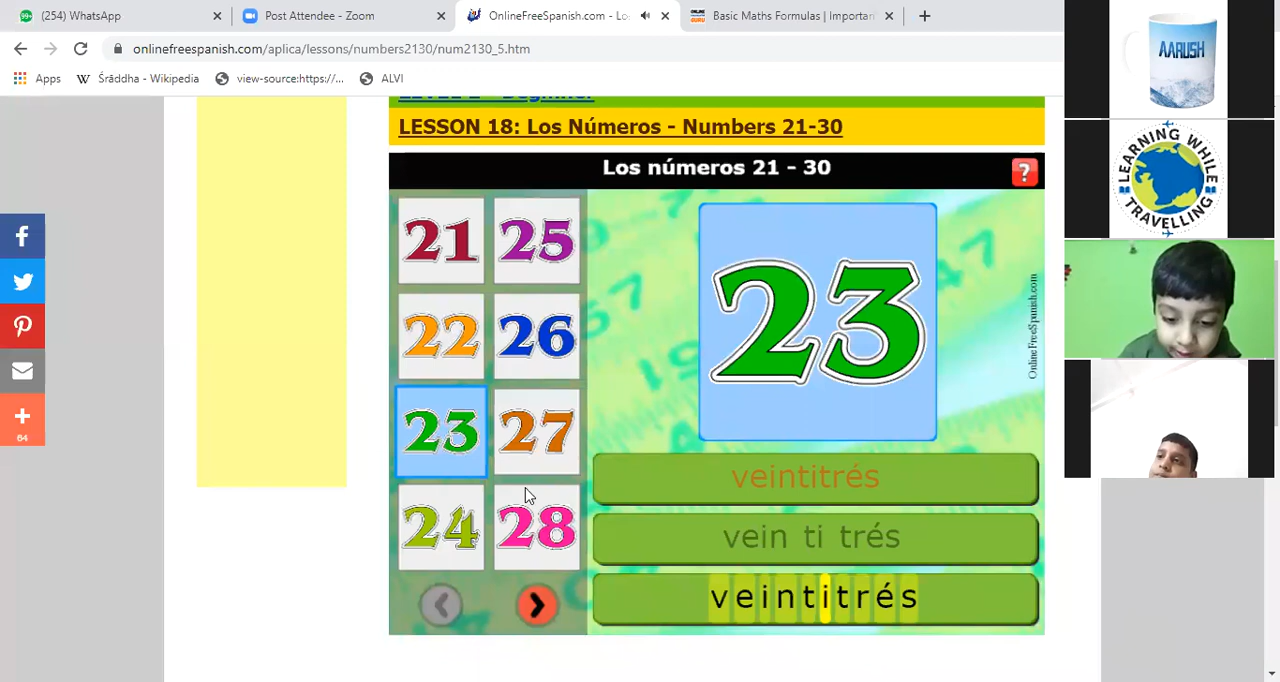 (254) WhatsApp
Post Attendee - Zoom
OnlineFreeSpanish.com - Lo
Basic Maths Formulas | Importan
onlinefreespanish.com/aplica/lessons/numbers2130/num2130_5.htm
Apps
Śráddha - Wikipedia
view-source:https://...
ALVI
AARUSH
LEARNING WHILE TRAVELLING
LESSON 18: Los Números - Numbers 21-30
Los números 21 - 30
?
21 25
22 26
23 27
24 28
23
OnlineFreeSpanish.com
veintitrés
vein ti trés
veintitrés
64